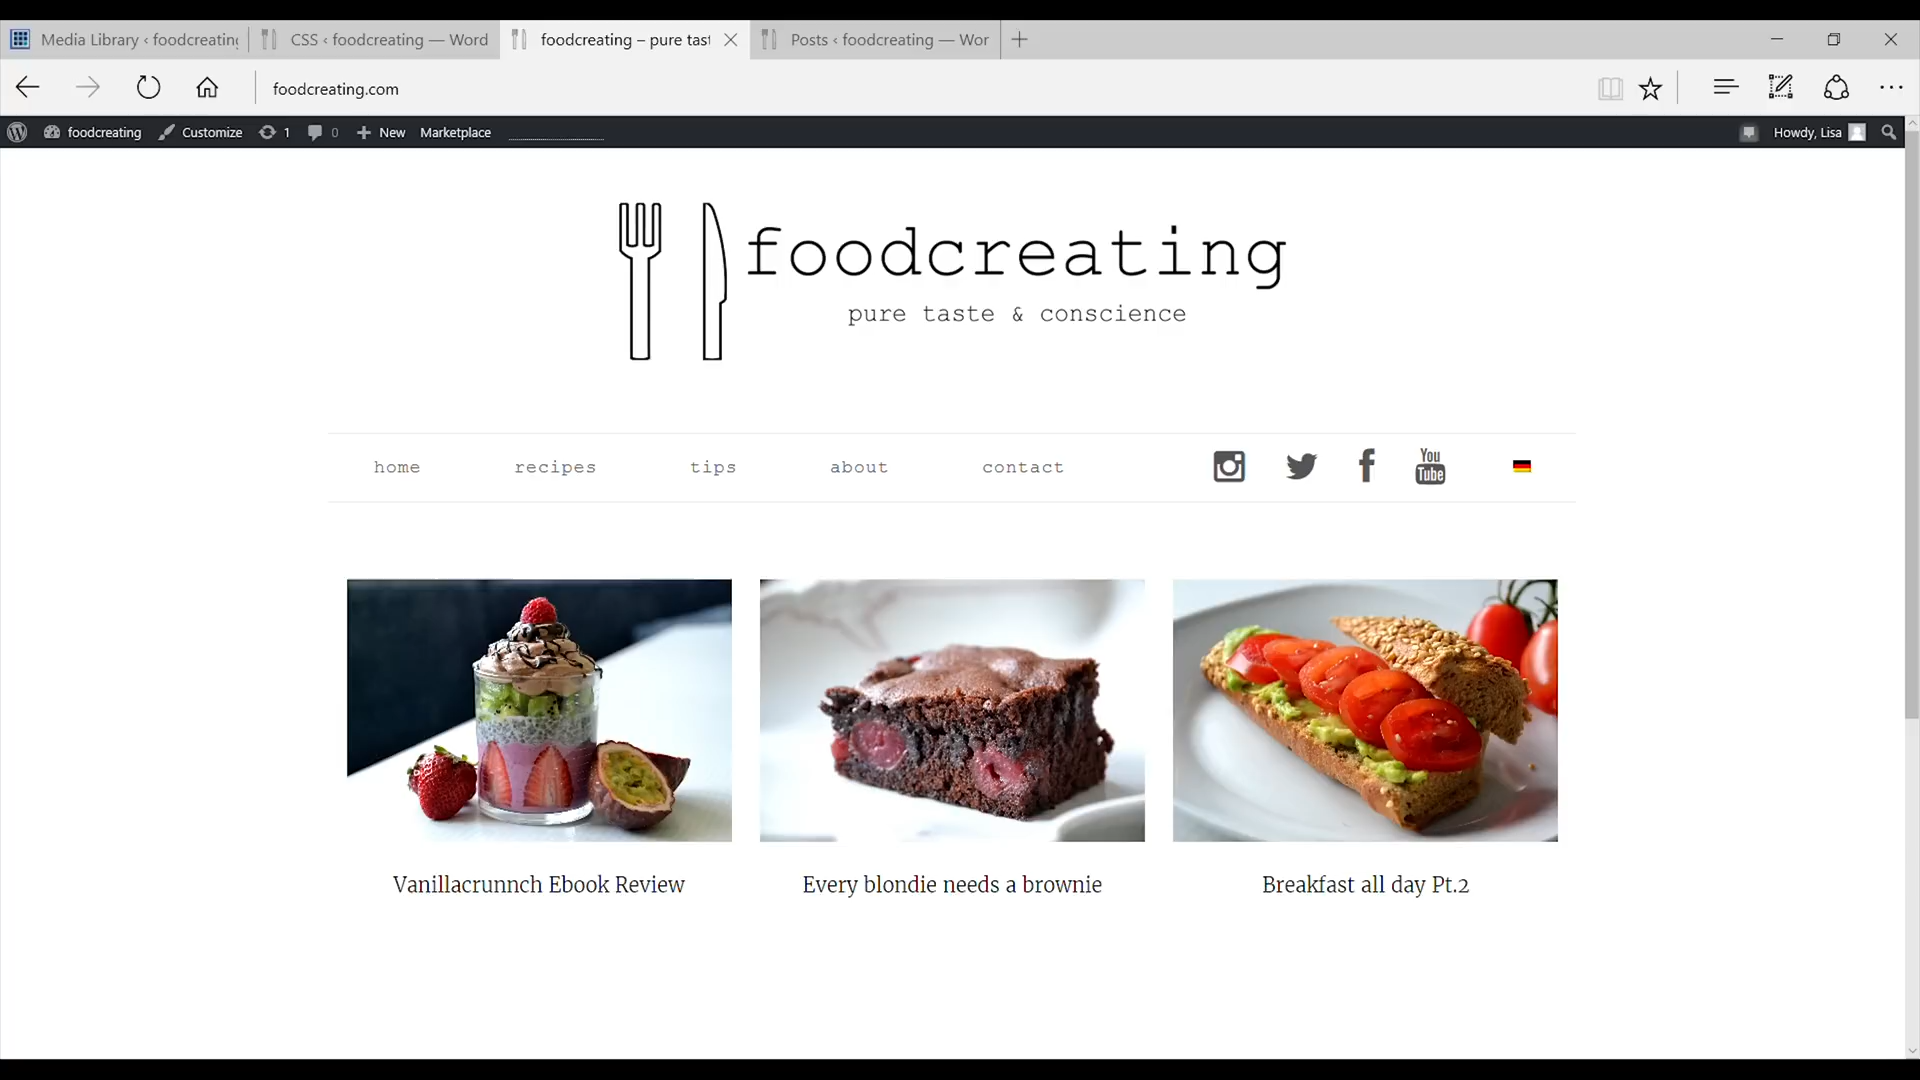 Media Library ‹ foodcreating
CSS ‹ foodcreating — Word
foodcreating – pure tast
Posts ‹ foodcreating — Wor
foodcreating.com
foodcreating
Customize
1
0
New
Marketplace
Howdy, Lisa
foodcreating
pure taste & conscience
home
recipes
tips
about
contact
You
Tube
Vanillacrunnch Ebook Review
Every blondie needs a brownie
Breakfast all day Pt.2